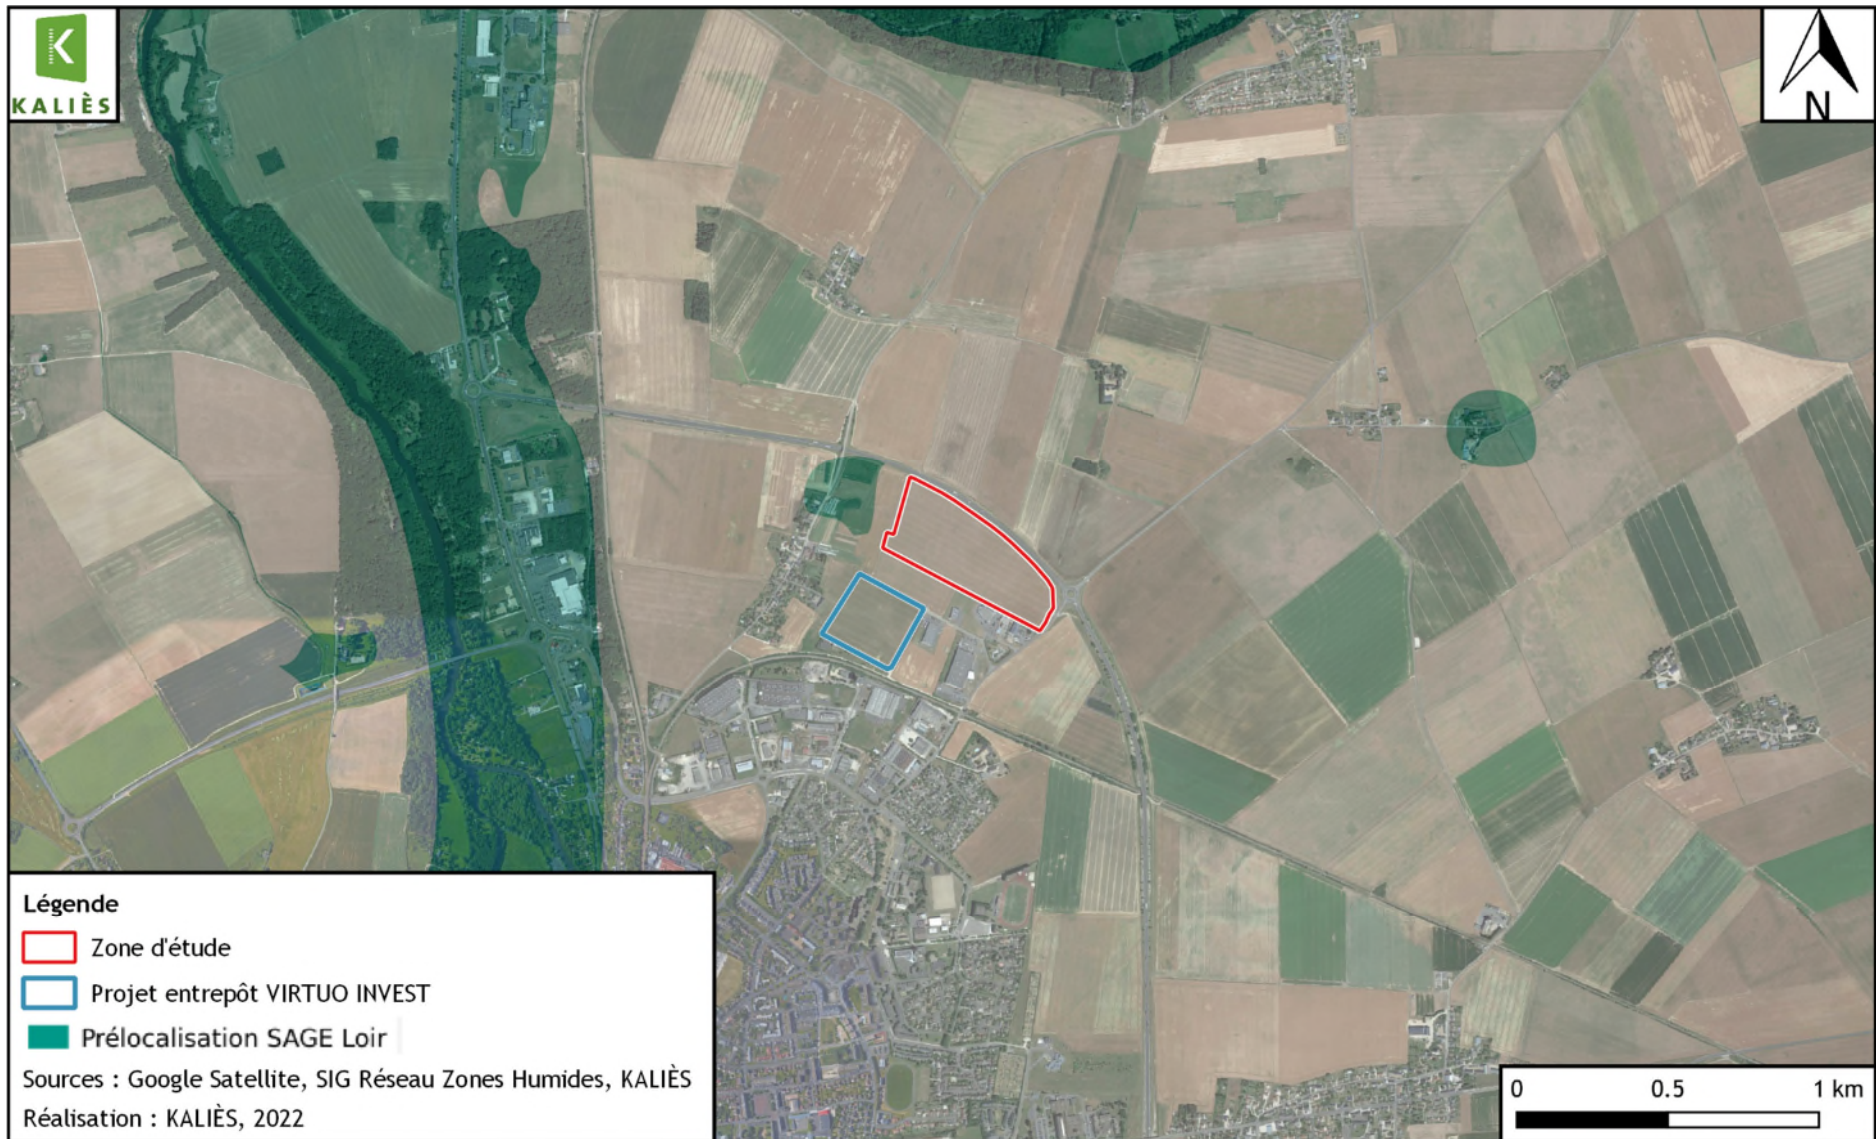 KALIÈS
N
Légende
Zone d'étude
Projet entrepôt VIRTUO INVEST
Prélocalisation SAGE Loir
Sources : Google Satellite, SIG Réseau Zones Humides, KALIÈS
Réalisation : KALIÈS, 2022
0 0.5 1 km